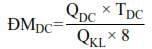 ĐM_DC = (Q_DC × T_DC) / (Q_KL × 8)